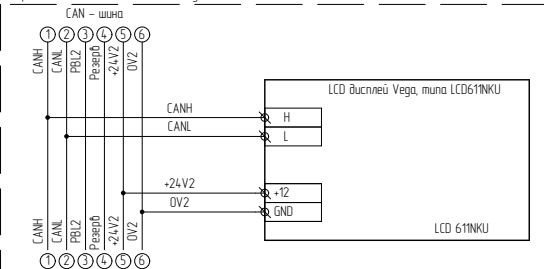 CAN - шина
1 2 3 4 5 6
CANH
CANL
PBL2
Резерв
+24V2
0V2
LCD дисплей Vega, типа LCD611NKU
CANH
H
CANL
L
+24V2
+12
0V2
GND
LCD 611NKU
CANH
CANL
PBL2
Резерв
+24V2
0V2
1 2 3 4 5 6